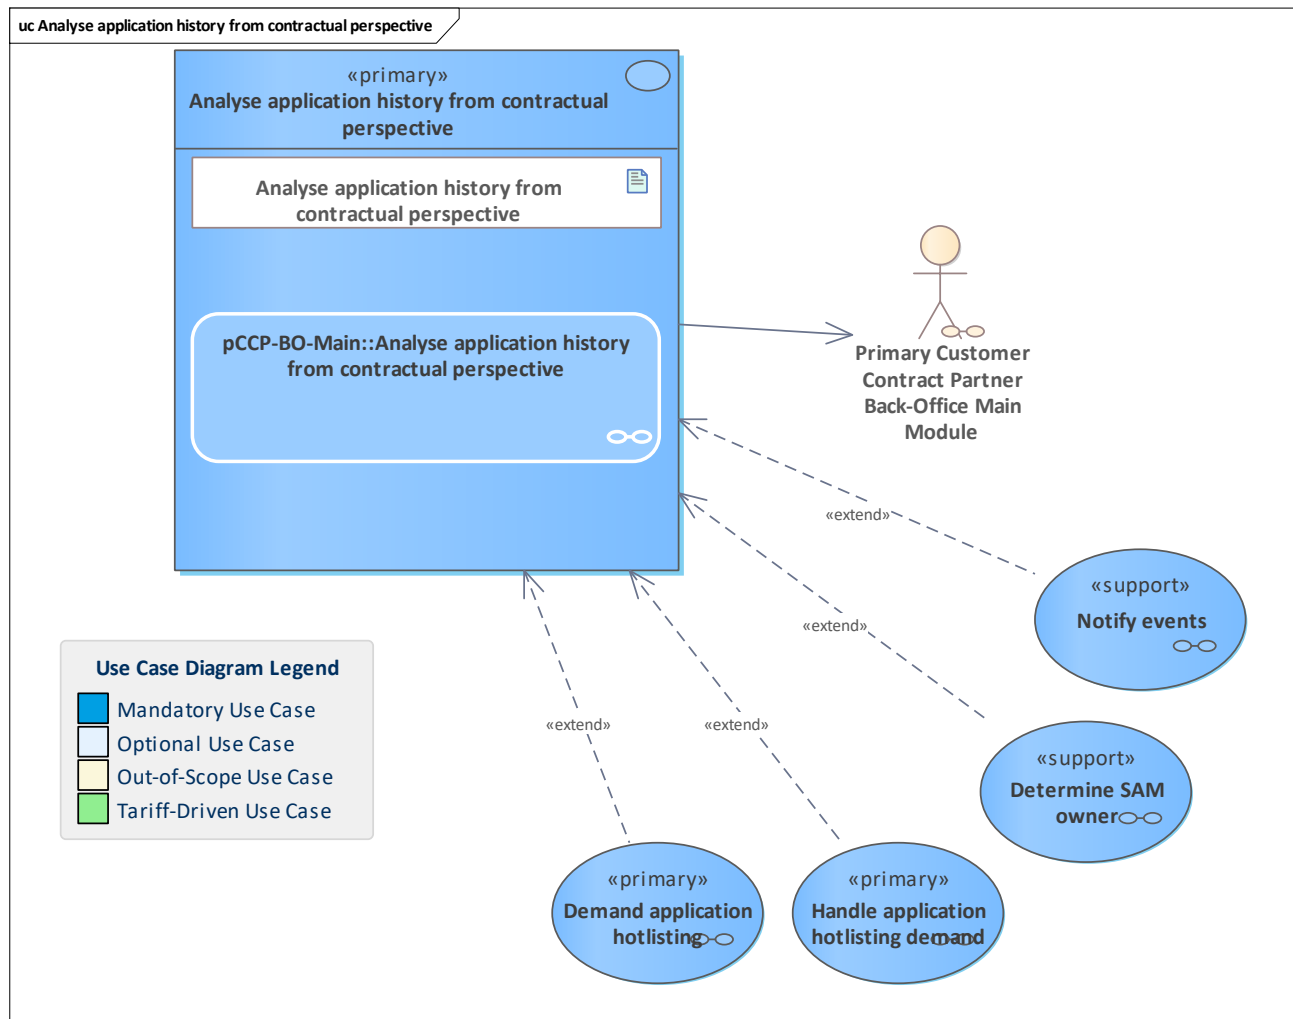 uc Analyse application history from contractual perspective
«primary»
Analyse application history from contractual
perspective
Analyse application history from
contractual perspective
pCCP-BO-Main::Analyse application history
from contractual perspective
Primary Customer
Contract Partner
Back-Office Main
Module
«extend»
«support»
Notify events
«extend»
«support»
Determine SAM
owner
«extend»
«extend»
Use Case Diagram Legend
Mandatory Use Case
Optional Use Case
Out-of-Scope Use Case
Tariff-Driven Use Case
«primary»
Demand application
hotlisting
«primary»
Handle application
hotlisting demand